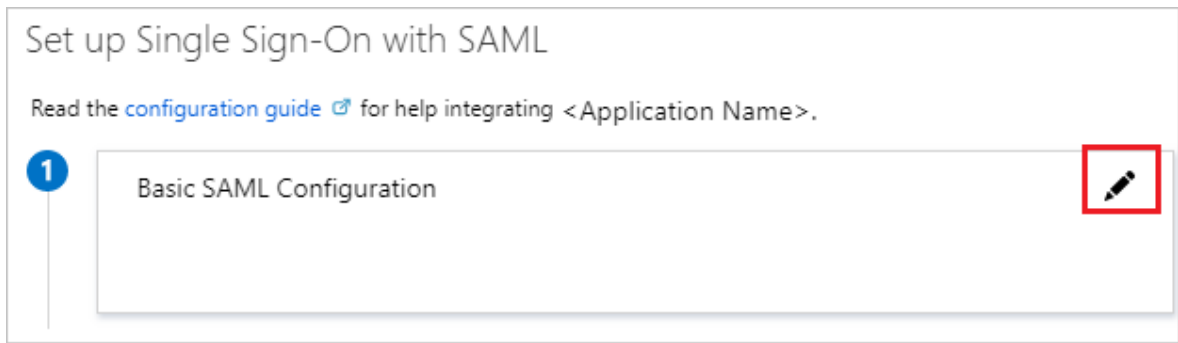 Set up Single Sign-On with SAML
Read the configuration guide for help integrating <Application Name>.
1
Basic SAML Configuration